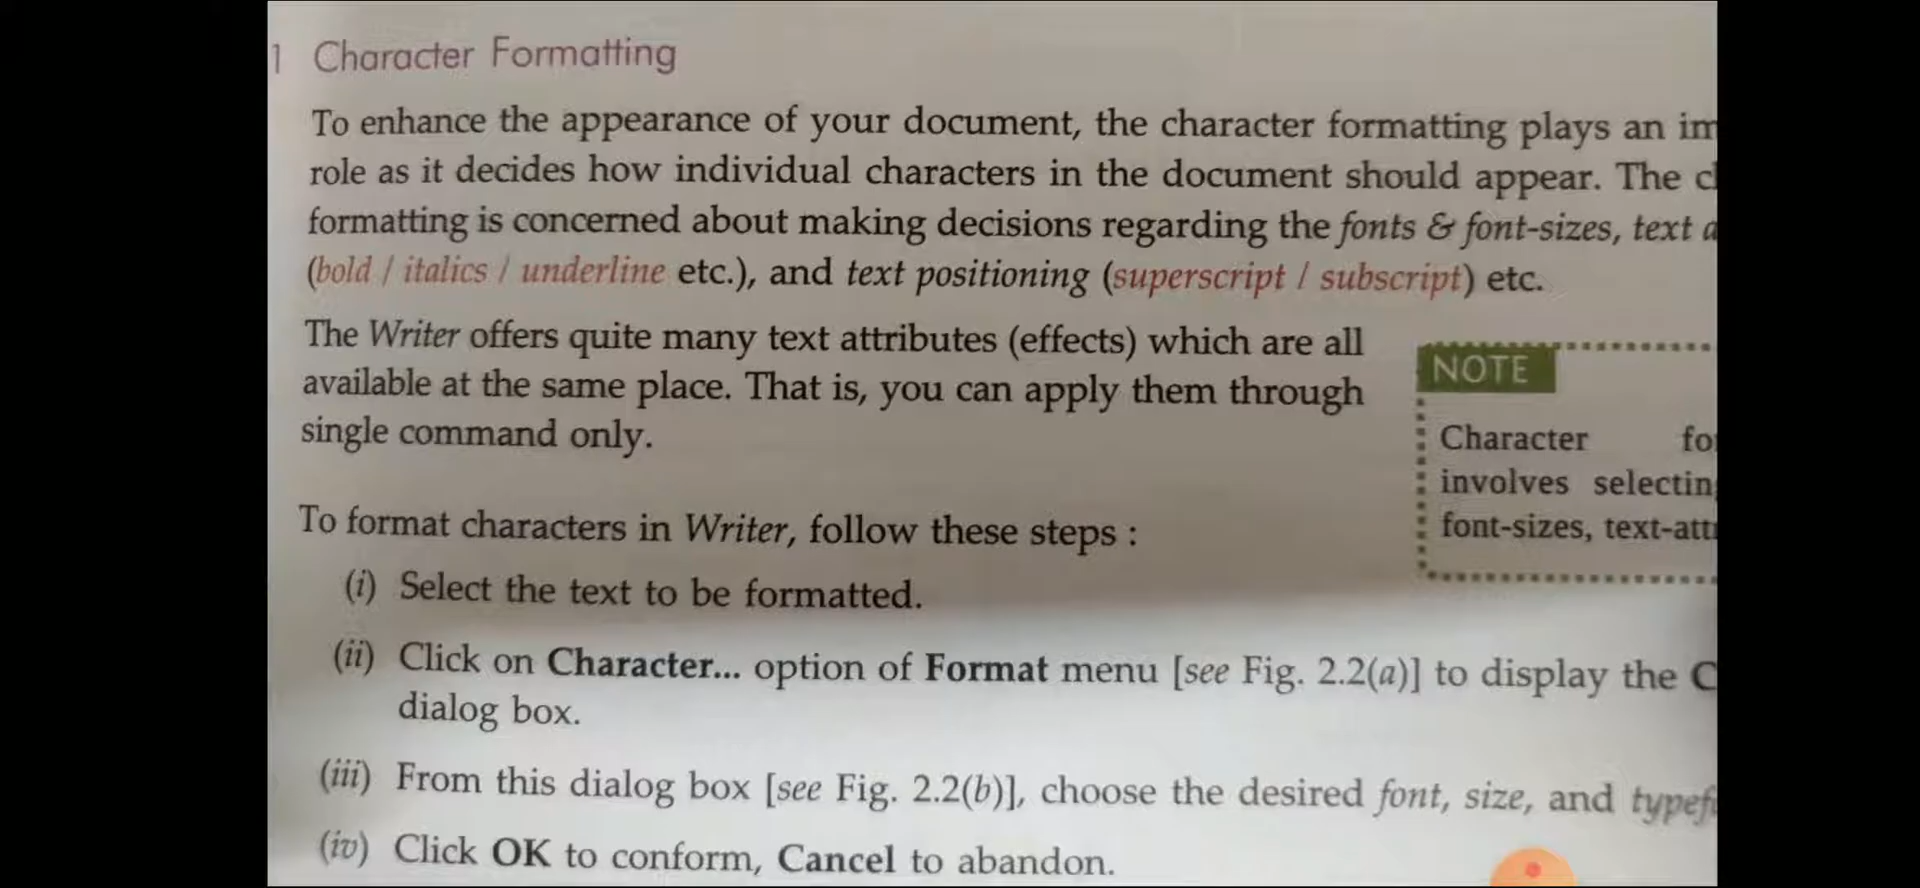 1 Character Formatting
To enhance the appearance of your document, the character formatting plays an
role as it decides how individual characters in the document should appear. The
formatting is concerned about making decisions regarding the fonts & font-sizes, text
(bold / italics / underline etc.), and text positioning (superscript / subscript) etc.
The Writer offers quite many text attributes (effects) which are all
available at the same place. That is, you can apply them through
single command only.
NOTE
Character
involves
font-sizes,
To format characters in Writer, follow these steps :
(i) Select the text to be formatted.
(ii) Click on Character... option of Format menu [see Fig. 2.2(a)] to display the
dialog box.
(iii) From this dialog box [see Fig. 2.2(b)], choose the desired font, size, and
(iv) Click OK to conform, Cancel to abandon.